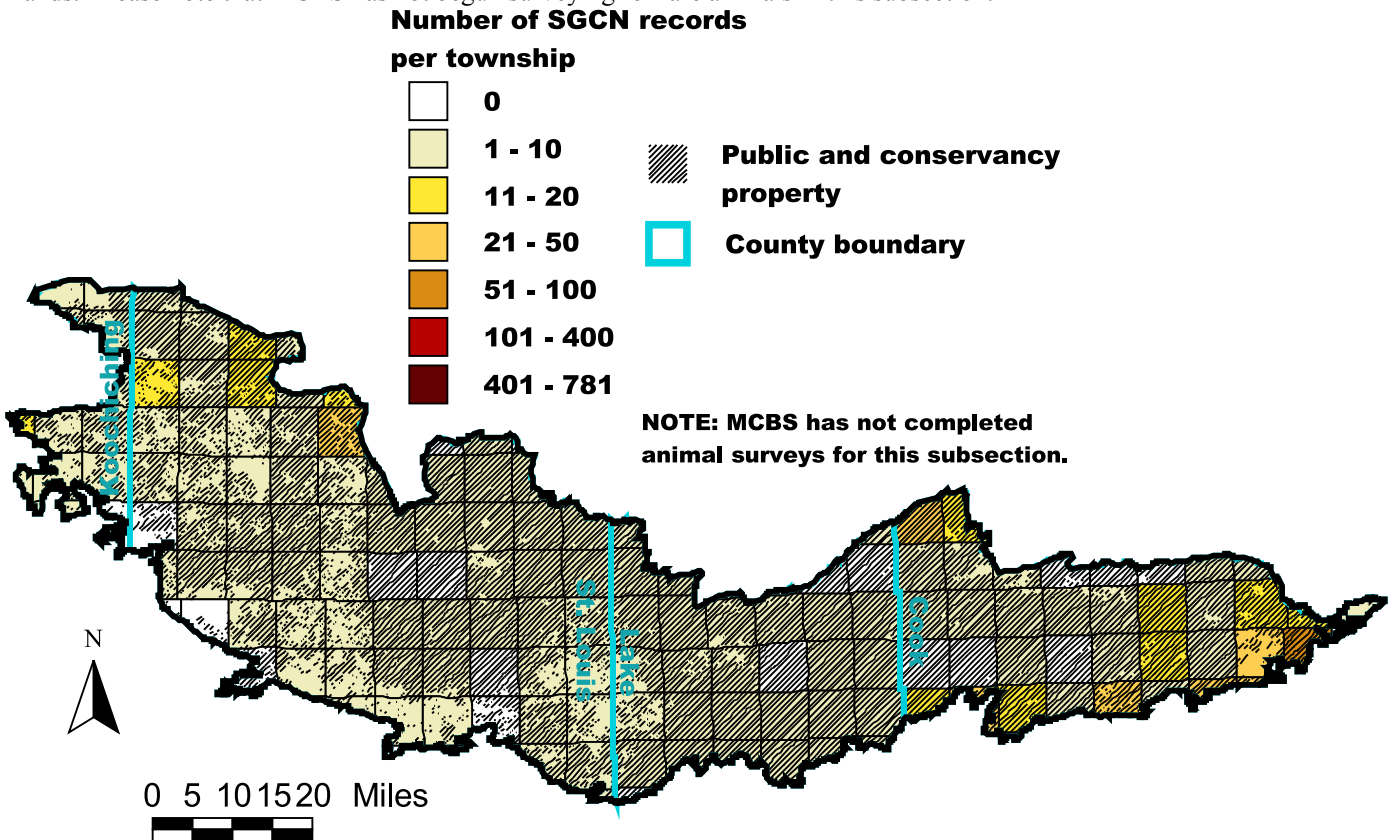 Number of SGCN records
per township
0
1 - 10
11 - 20
21 - 50
51 - 100
101 - 400
401 - 781
Public and conservancy
property
County boundary
NOTE: MCBS has not completed
animal surveys for this subsection.
Koochiching
St. Louis
Lake
Cook
N
0 5 10 15 20 Miles